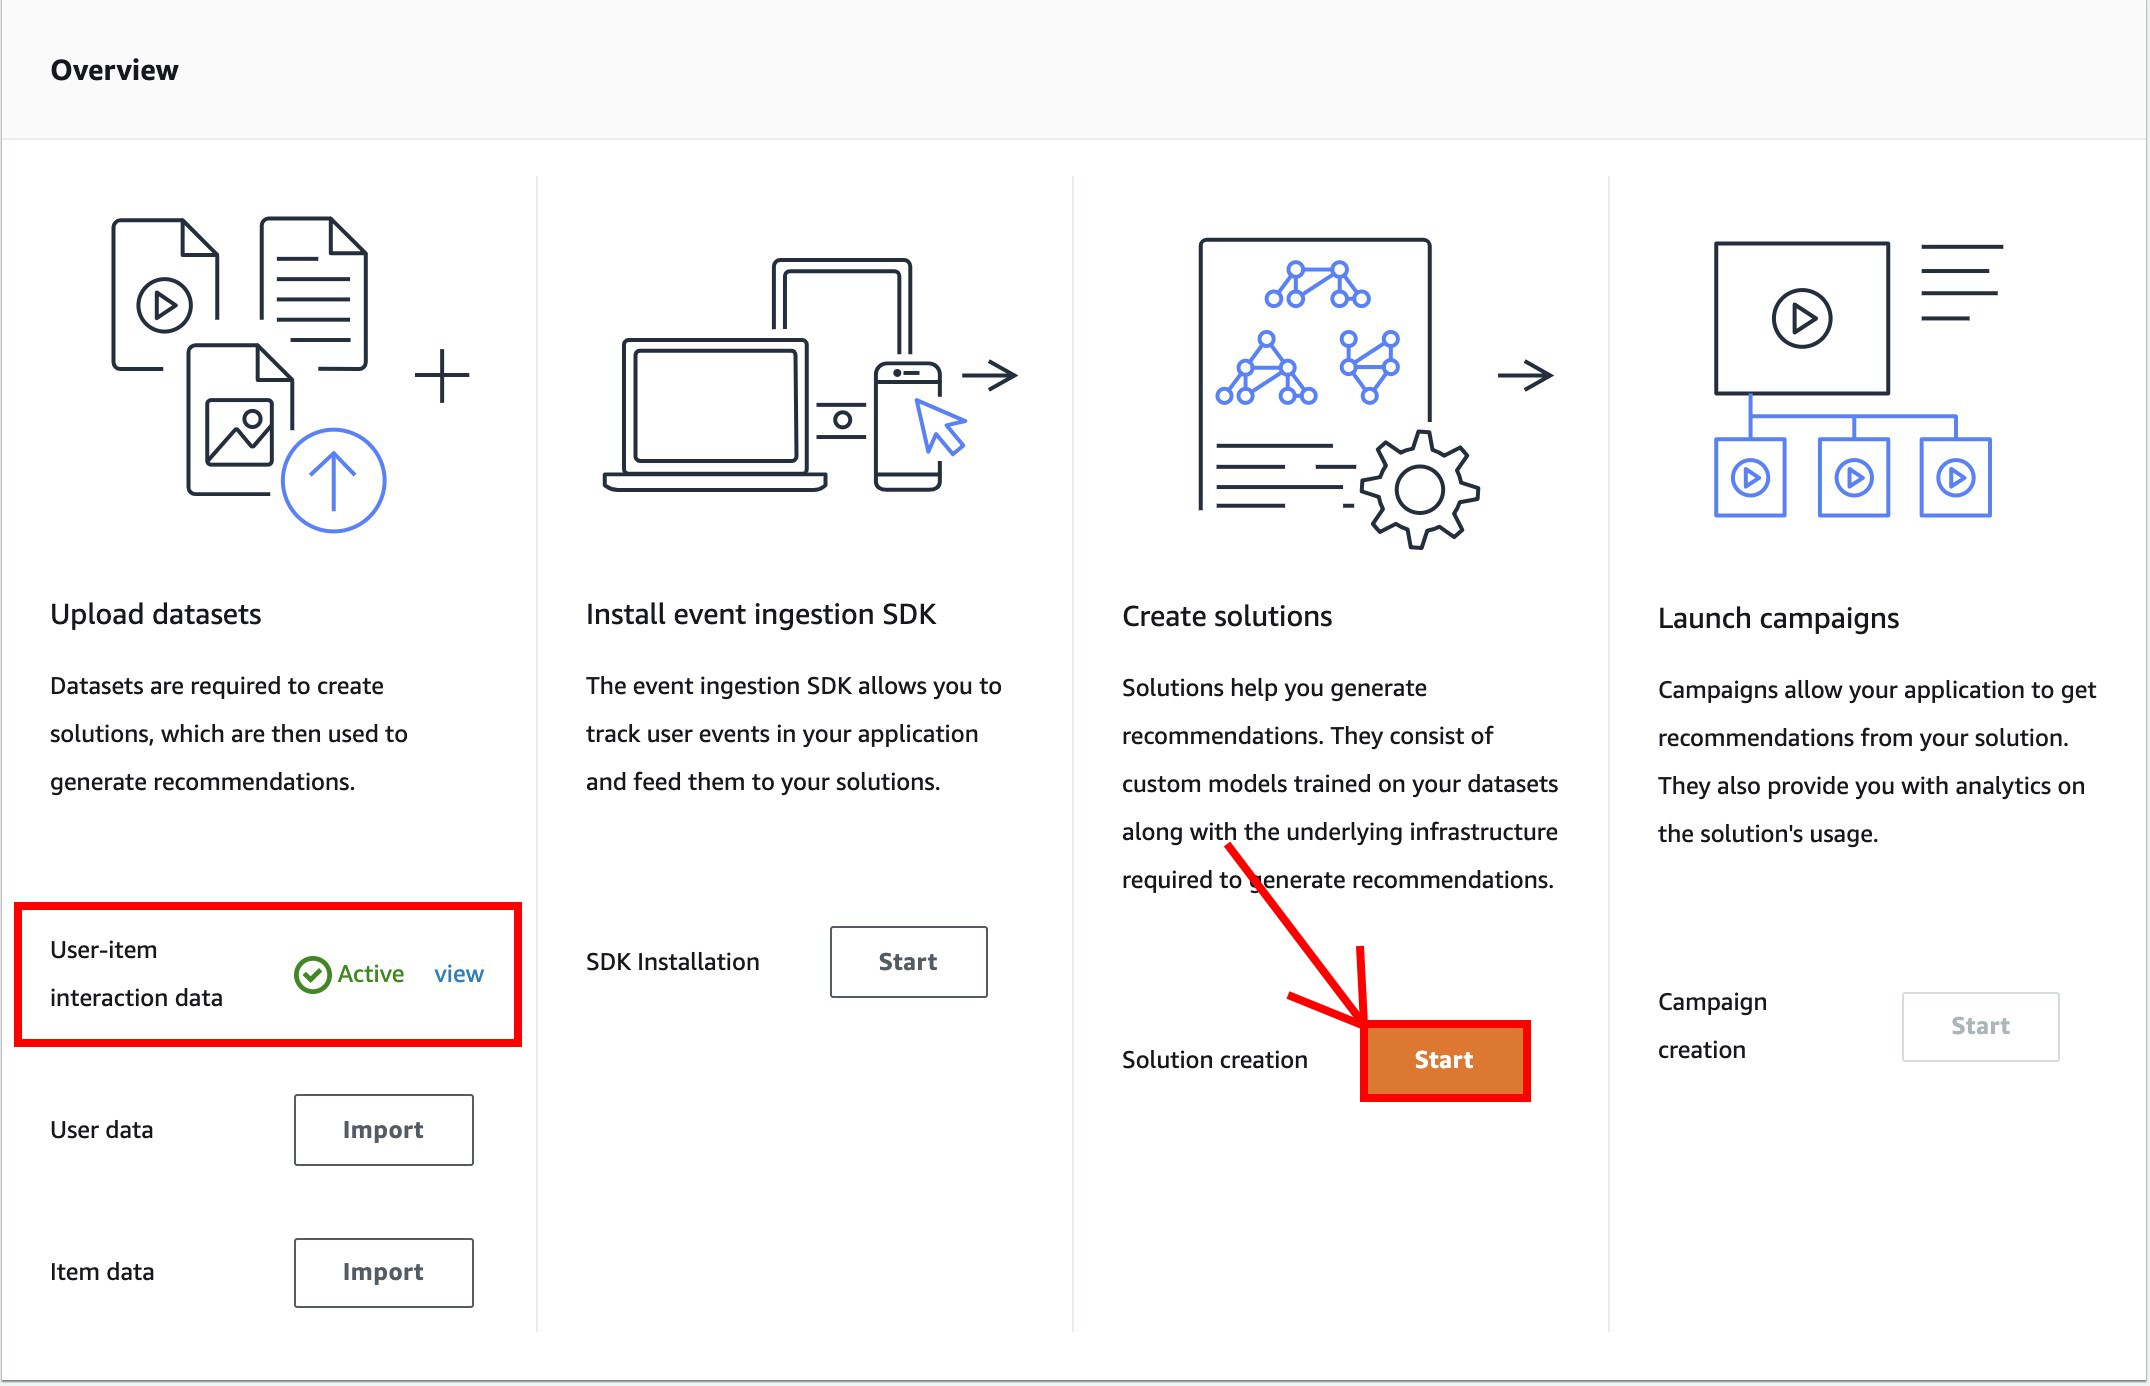 Overview
Upload datasets
Datasets are required to create
solutions, which are then used to
generate recommendations.
User-item
interaction data
Active view
User data Import
Item data Import
Install event ingestion SDK
The event ingestion SDK allows you to
track user events in your application
and feed them to your solutions.
SDK Installation Start
Create solutions
Solutions help you generate
recommendations. They consist of
custom models trained on your datasets
along with the underlying infrastructure
required to generate recommendations.
Solution creation Start
Launch campaigns
Campaigns allow your application to get
recommendations from your solution.
They also provide you with analytics on
the solution's usage.
Campaign
creation
Start